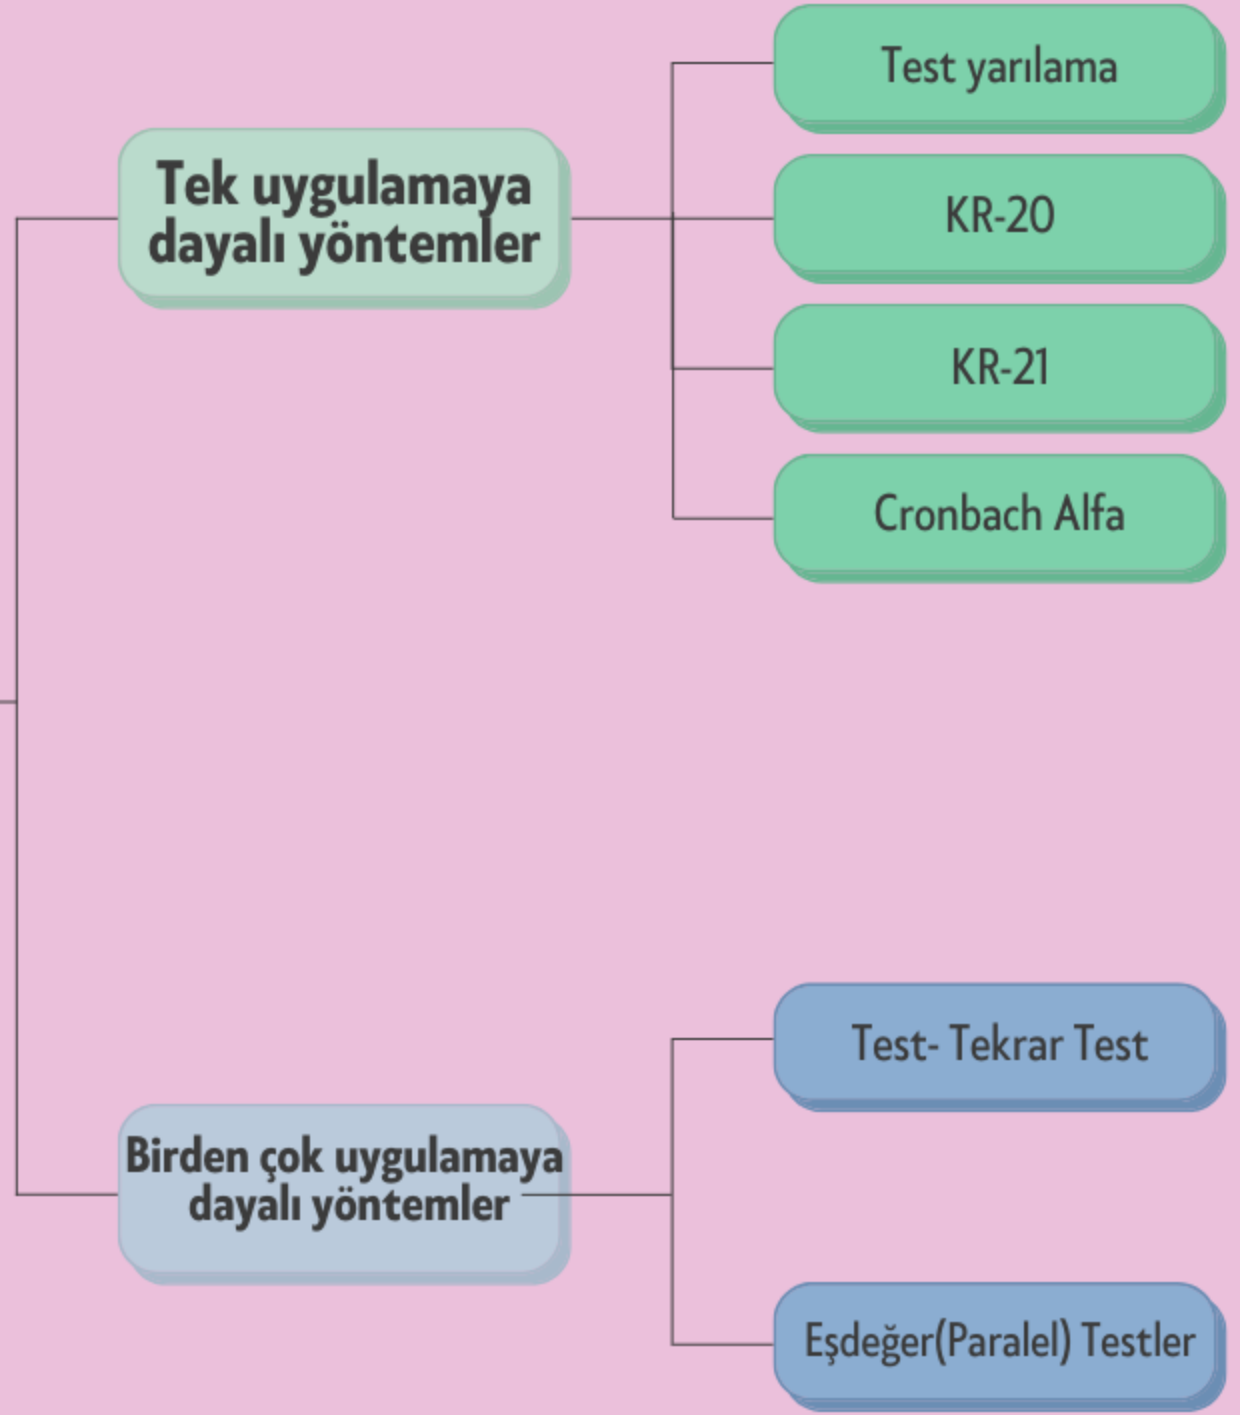 Tek uygulamaya
dayalı yöntemler
Test yarılama
KR-20
KR-21
Cronbach Alfa
Birden çok uygulamaya
dayalı yöntemler
Test- Tekrar Test
Eşdeğer(Paralel) Testler